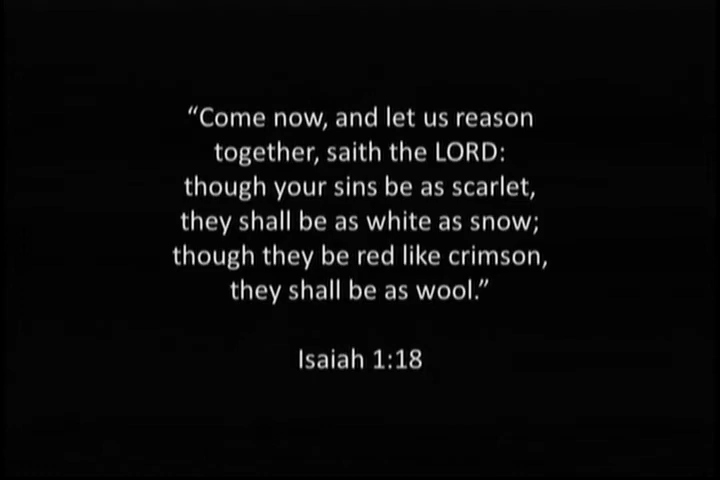 “Come now, and let us reason
together, saith the LORD:
though your sins be as scarlet,
they shall be as white as snow;
though they be red like crimson,
they shall be as wool.”
Isaiah 1:18